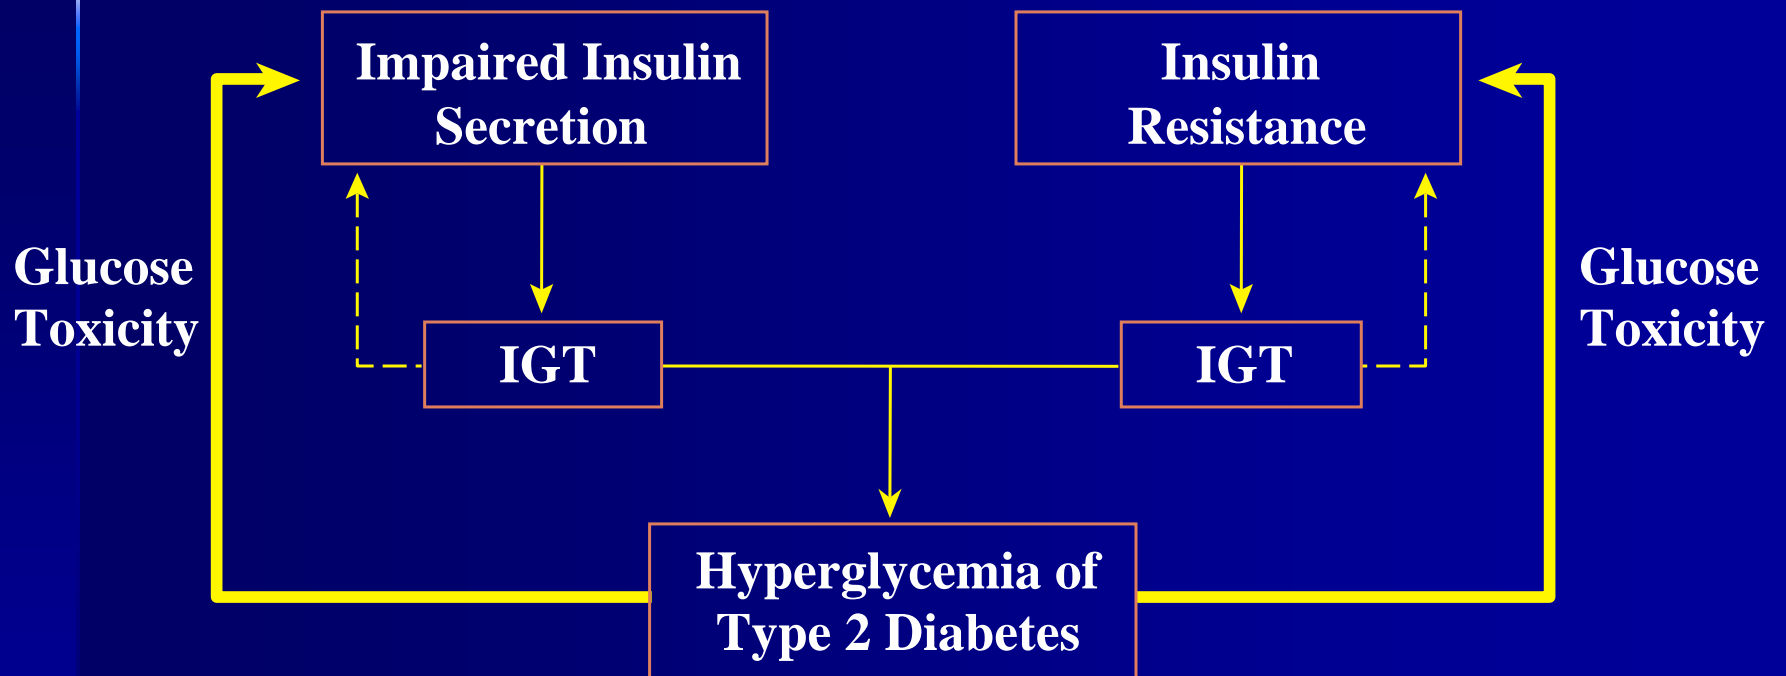 Impaired Insulin
Secretion
Insulin
Resistance
Glucose
Toxicity
Glucose
Toxicity
IGT
IGT
Hyperglycemia of
Type 2 Diabetes